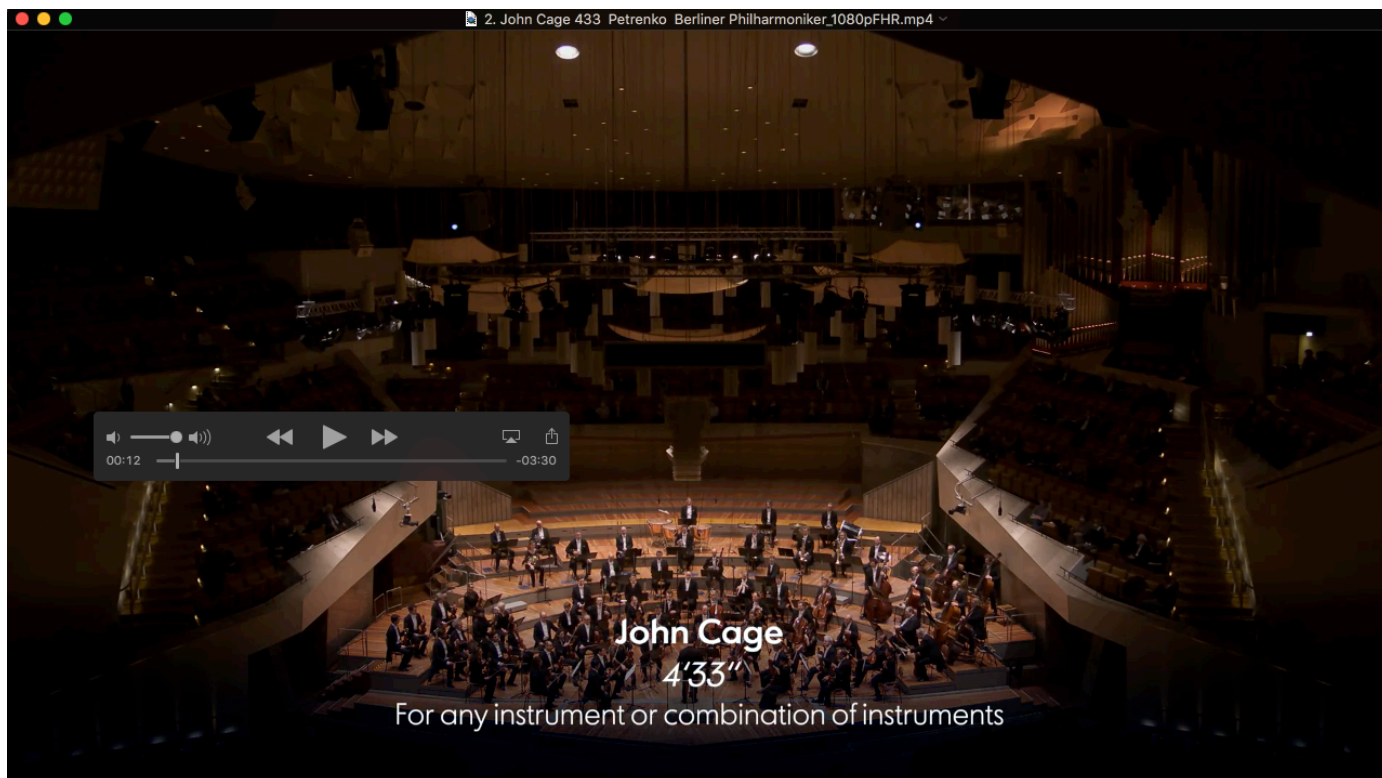 2. John Cage 433 Petrenko Berliner Philharmoniker_1080pFHR.mp4
00:12
-03:30
John Cage
4'33"
For any instrument or combination of instruments